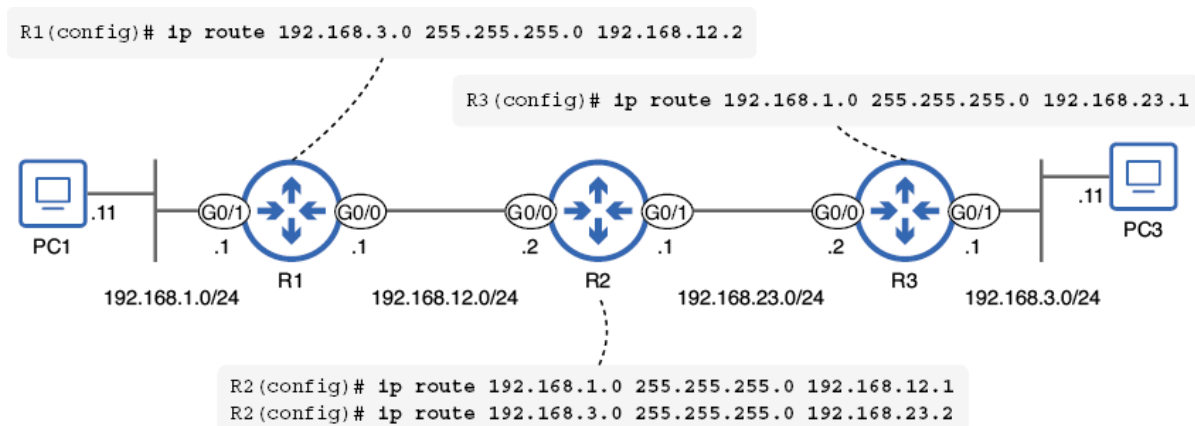 R1(config)# ip route 192.168.3.0 255.255.255.0 192.168.12.2
R3(config)# ip route 192.168.1.0 255.255.255.0 192.168.23.1
G0/1 G0/0 G0/0 G0/1 G0/0 G0/1
.11 .1 .1 .2 .1 .2 .1 .11
PC1 R1 R2 R3 PC3
192.168.1.0/24 192.168.12.0/24 192.168.23.0/24 192.168.3.0/24
R2(config)# ip route 192.168.1.0 255.255.255.0 192.168.12.1
R2(config)# ip route 192.168.3.0 255.255.255.0 192.168.23.2